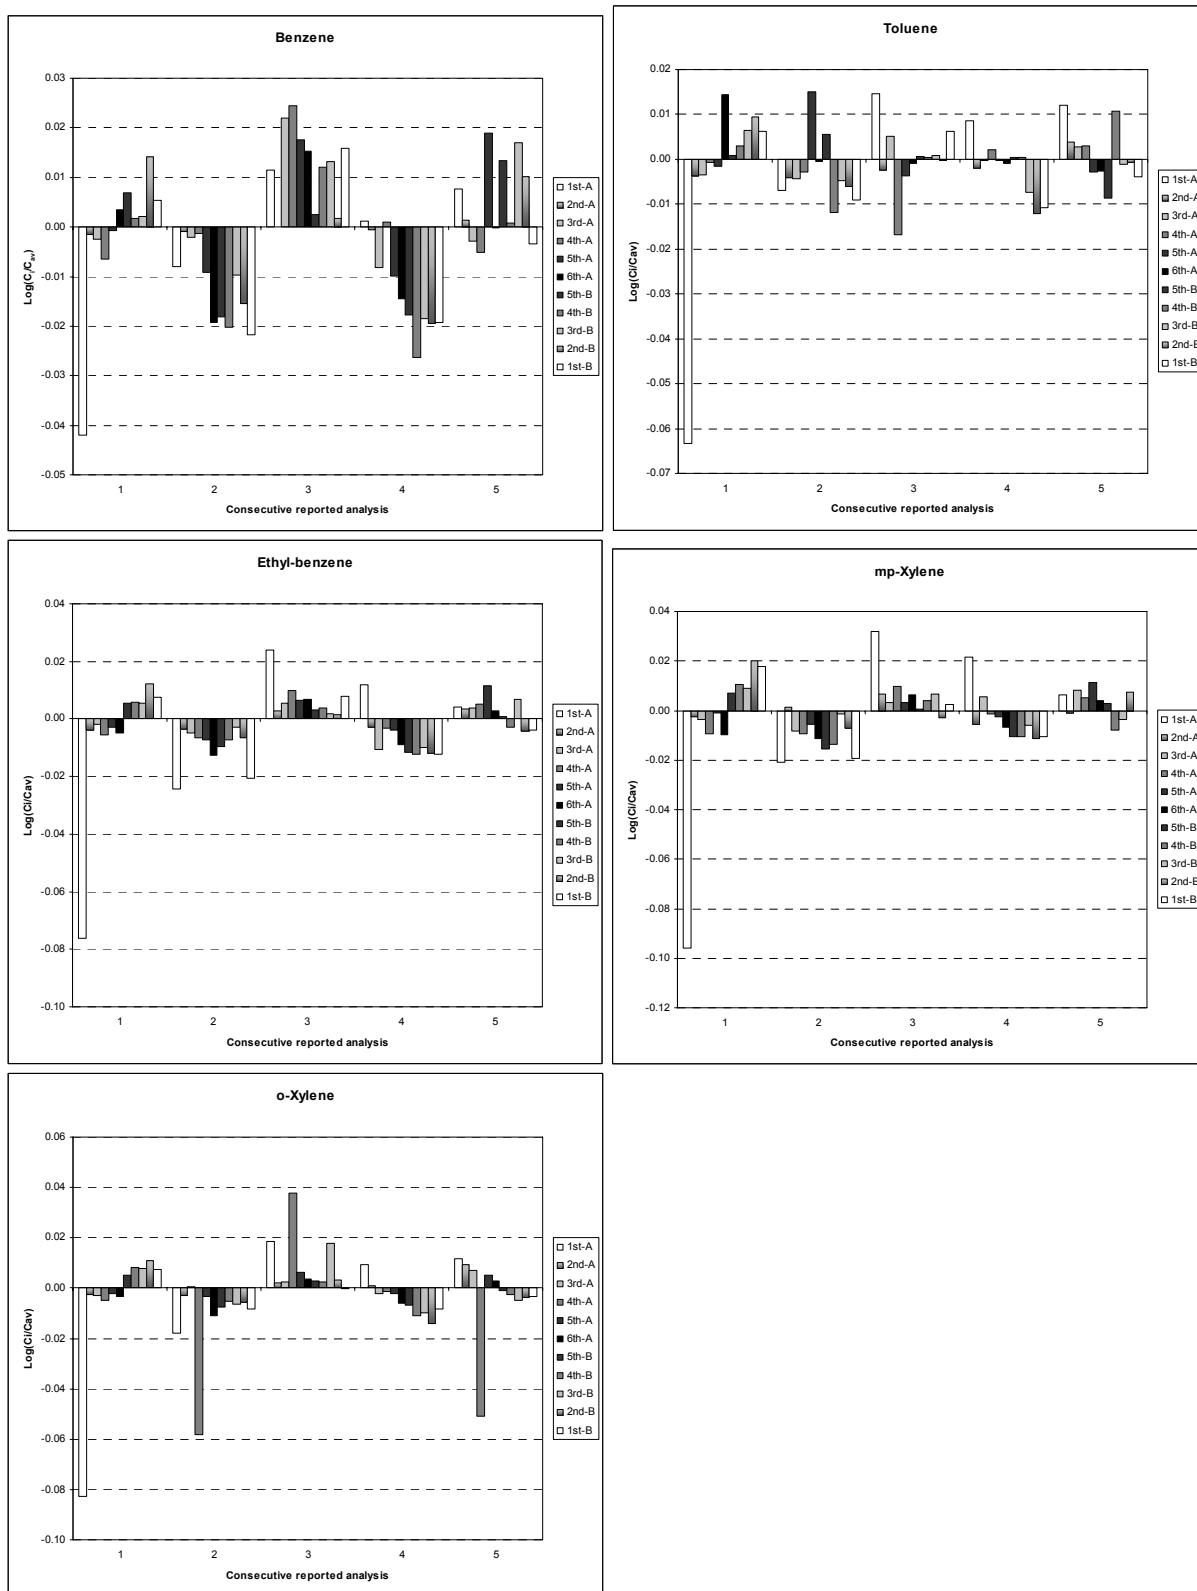 Benzene
0.03
0.02
0.01
0.00
-0.01
-0.02
-0.03
-0.04
-0.05
Log(Ci/Cav)
1 2 3 4 5
Consecutive reported analysis
1st-A
2nd-A
3rd-A
4th-A
5th-A
6th-A
5th-B
4th-B
3rd-B
2nd-B
1st-B
Toluene
0.02
0.01
0.00
-0.01
-0.02
-0.03
-0.04
-0.05
-0.06
-0.07
Log(Ci/Cav)
1 2 3 4 5
Consecutive reported analysis
1st-A
2nd-A
3rd-A
4th-A
5th-A
6th-A
5th-B
4th-B
3rd-B
2nd-B
1st-B
Ethyl-benzene
0.04
0.02
0.00
-0.02
-0.04
-0.06
-0.08
-0.10
Log(Ci/Cav)
1 2 3 4 5
Consecutive reported analysis
1st-A
2nd-A
3rd-A
4th-A
5th-A
6th-A
5th-B
4th-B
3rd-B
2nd-B
1st-B
mp-Xylene
0.04
0.02
0.00
-0.02
-0.04
-0.06
-0.08
-0.10
-0.12
Log(Ci/Cav)
1 2 3 4 5
Consecutive reported analysis
1st-A
2nd-A
3rd-A
4th-A
5th-A
6th-A
5th-B
4th-B
3rd-B
2nd-B
1st-B
o-Xylene
0.06
0.04
0.02
0.00
-0.02
-0.04
-0.06
-0.08
-0.10
Log(Ci/Cav)
1 2 3 4 5
Consecutive reported analysis
1st-A
2nd-A
3rd-A
4th-A
5th-A
6th-A
5th-B
4th-B
3rd-B
2nd-B
1st-B